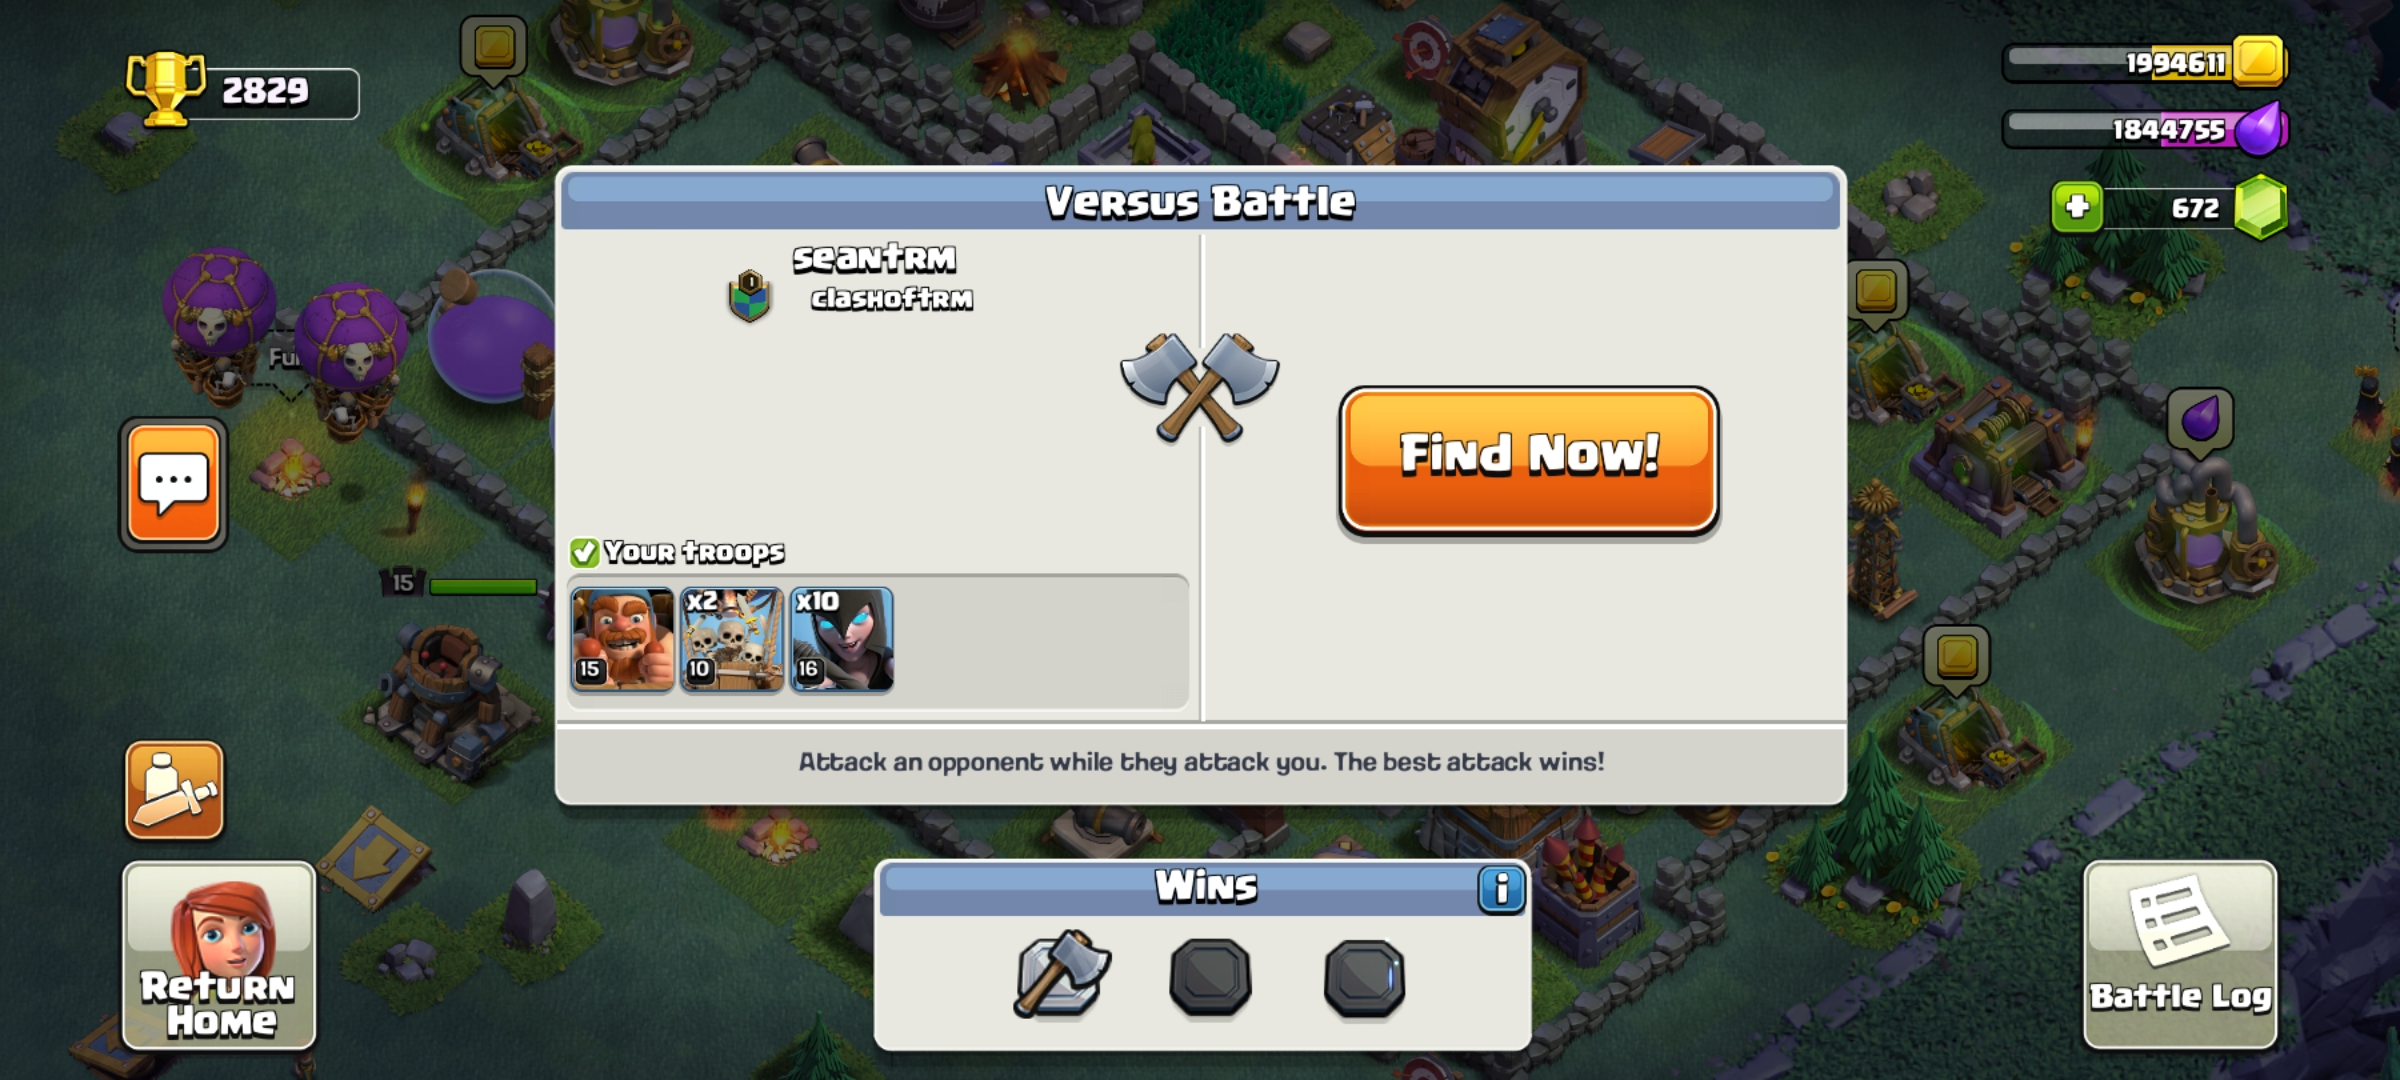 2829
1994611
1844755
672
Versus Battle
seantrm
clashoftrm
1
Find Now!
15
Your troops
x2
x10
15
10
16
Attack an opponent while they attack you. The best attack wins!
Wins
i
Return
Home
Battle Log